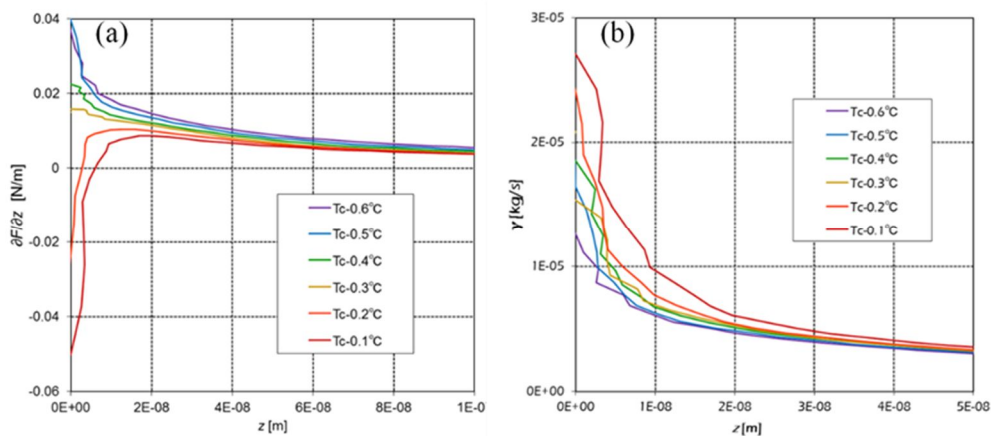 (a)
0.04
0.02
0
-0.02
-0.04
-0.06
∂F/∂z [N/m]
0E+00 2E-08 4E-08 6E-08 8E-08 1E-0
z [m]
Tc-0.6°C
Tc-0.5°C
Tc-0.4°C
Tc-0.3°C
Tc-0.2°C
Tc-0.1°C
(b)
3E-05
2E-05
1E-05
0E+00
γ [kg/s]
0E+00 1E-08 2E-08 3E-08 4E-08 5E-08
z [m]
Tc-0.6°C
Tc-0.5°C
Tc-0.4°C
Tc-0.3°C
Tc-0.2°C
Tc-0.1°C